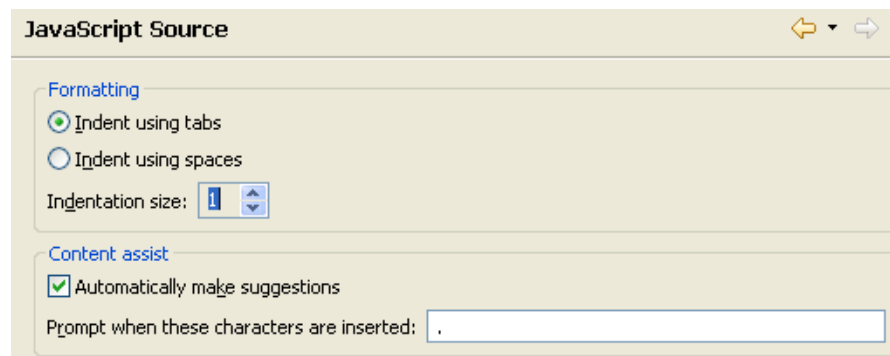 JavaScript Source
Formatting
Indent using tabs
Indent using spaces
Indentation size: 1
Content assist
Automatically make suggestions
Prompt when these characters are inserted: .